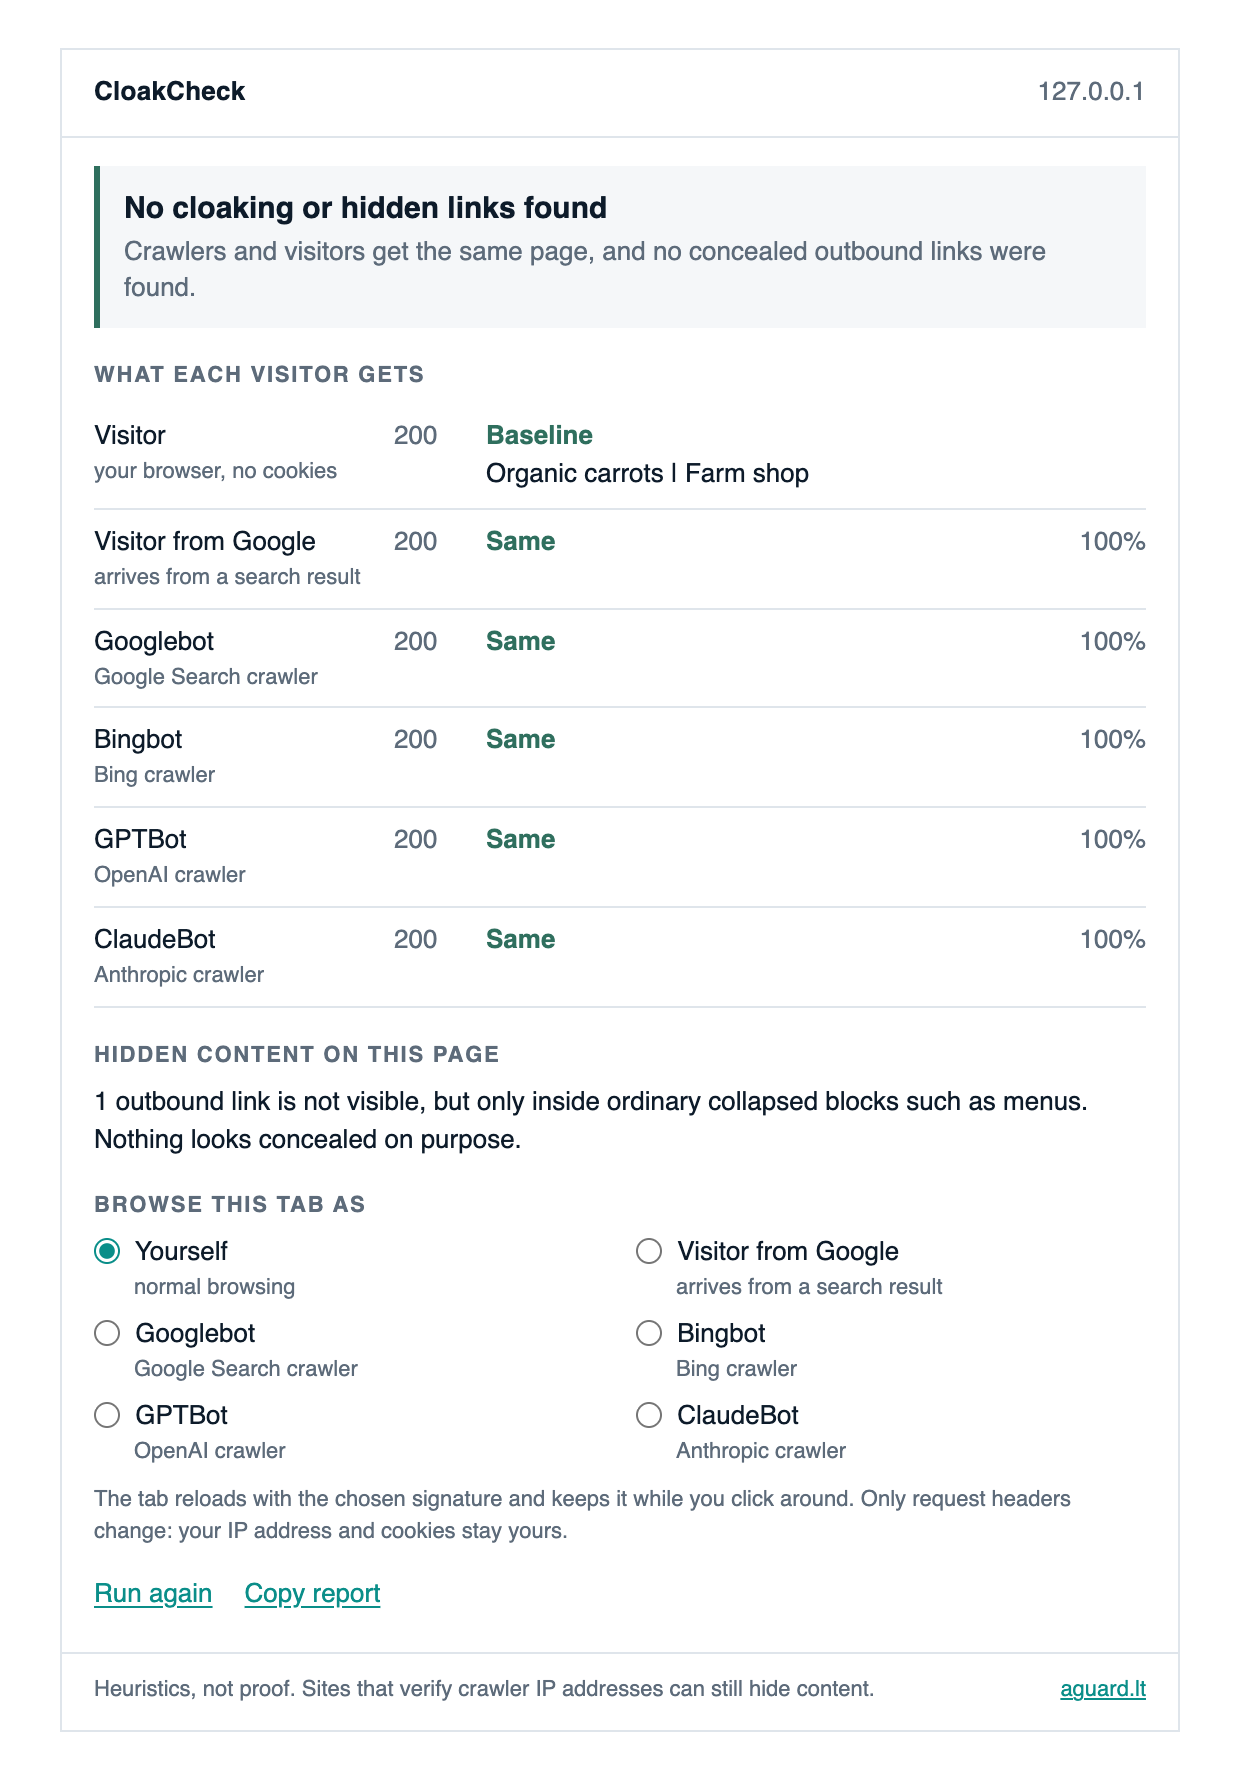 CloakCheck
127.0.0.1
No cloaking or hidden links found
Crawlers and visitors get the same page, and no concealed outbound links were
found.
WHAT EACH VISITOR GETS
Visitor 200 Baseline
your browser, no cookies
Organic carrots | Farm shop
Visitor from Google 200 Same 100%
arrives from a search result
Googlebot 200 Same 100%
Google Search crawler
Bingbot 200 Same 100%
Bing crawler
GPTBot 200 Same 100%
OpenAI crawler
ClaudeBot 200 Same 100%
Anthropic crawler
HIDDEN CONTENT ON THIS PAGE
1 outbound link is not visible, but only inside ordinary collapsed blocks such as menus.
Nothing looks concealed on purpose.
BROWSE THIS TAB AS
Yourself
normal browsing
Visitor from Google
arrives from a search result
Googlebot
Google Search crawler
Bingbot
Bing crawler
GPTBot
OpenAI crawler
ClaudeBot
Anthropic crawler
The tab reloads with the chosen signature and keeps it while you click around. Only request headers
change: your IP address and cookies stay yours.
Run again Copy report
Heuristics, not proof. Sites that verify crawler IP addresses can still hide content.
aguard.lt